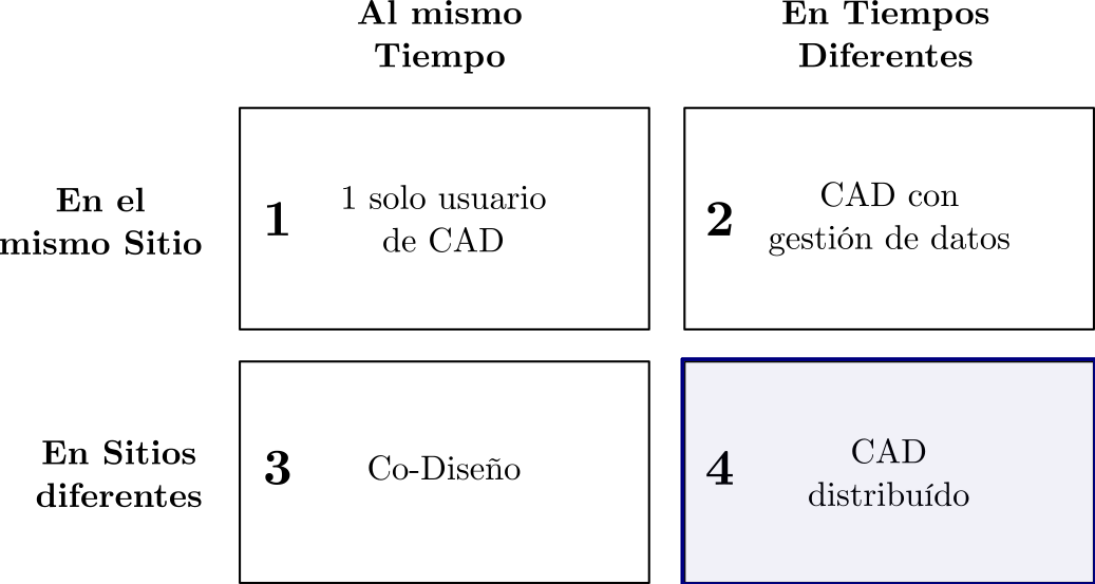 Al mismo
Tiempo
En Tiempos
Diferentes
En el
mismo Sitio
1
1 solo usuario
de CAD
2
CAD con
gestión de datos
En Sitios
diferentes
3
Co-Diseño
4
CAD
distribuído